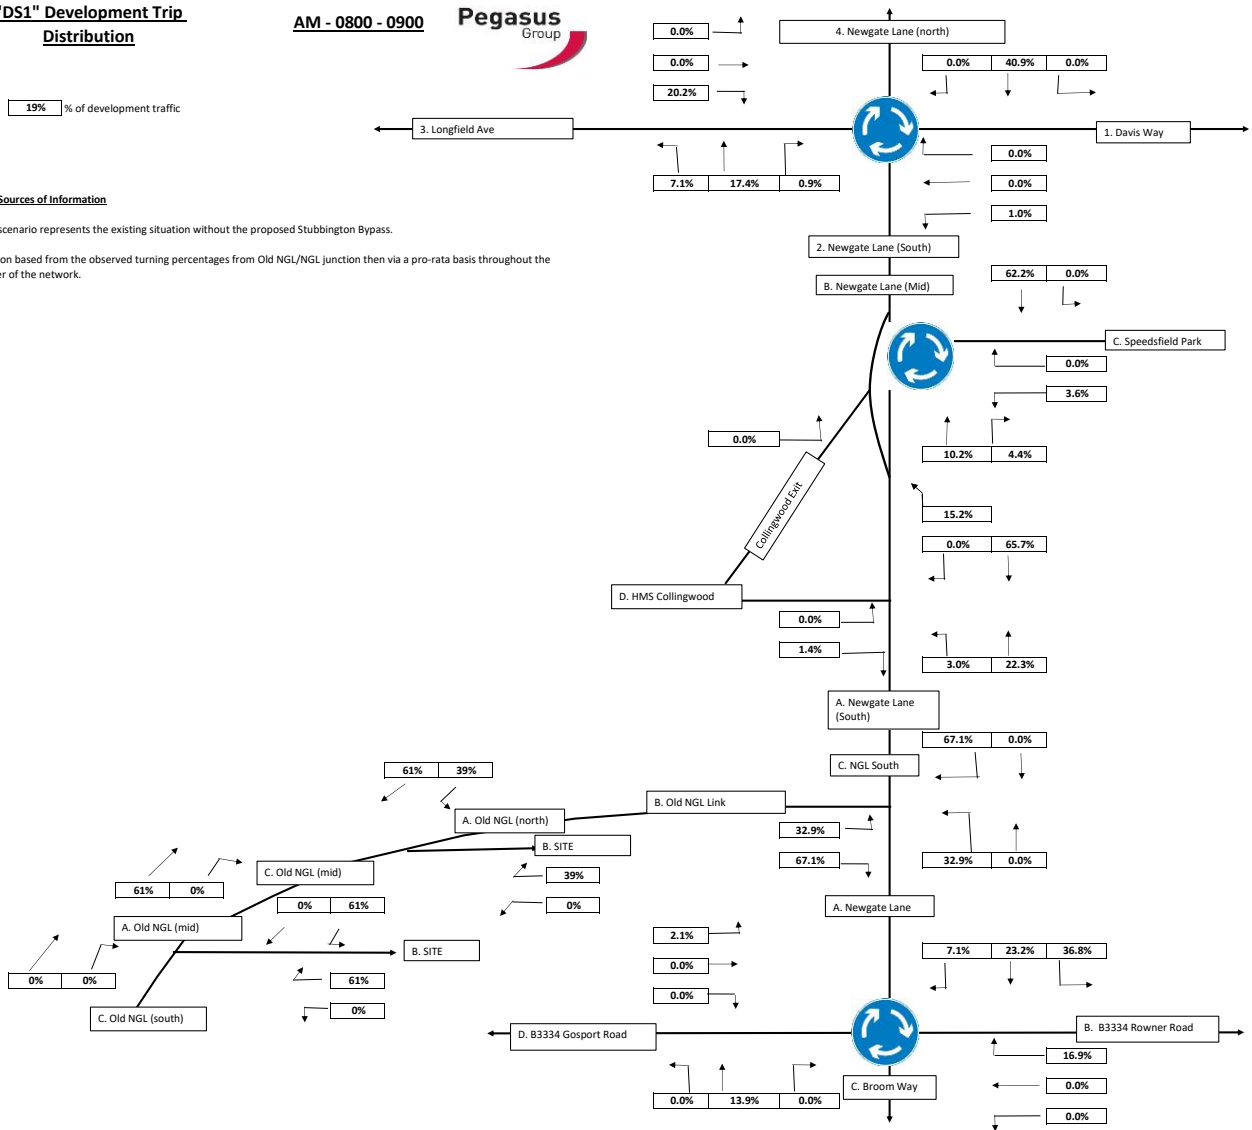 "DS1" Development Trip
Distribution
AM - 0800 - 0900
Pegasus
Group
19% % of development traffic
Sources of Information
scenario represents the existing situation without the proposed Stubbington Bypass.
on based from the observed turning percentages from Old NGL/NGL junction then via a pro-rata basis throughout the
er of the network.
0.0%
0.0%
20.2%
4. Newgate Lane (north)
0.0% 40.9% 0.0%
3. Longfield Ave
1. Davis Way
7.1% 17.4% 0.9%
0.0%
0.0%
1.0%
2. Newgate Lane (South)
B. Newgate Lane (Mid)
62.2% 0.0%
C. Speedsfield Park
0.0%
3.6%
0.0%
10.2% 4.4%
Collingwood Exit
15.2%
0.0% 65.7%
D. HMS Collingwood
0.0%
1.4%
3.0% 22.3%
A. Newgate Lane
(South)
67.1% 0.0%
C. NGL South
61% 39%
B. Old NGL Link
A. Old NGL (north)
32.9%
67.1%
32.9% 0.0%
B. SITE
39%
0%
C. Old NGL (mid)
61% 0%
0% 61%
A. Newgate Lane
A. Old NGL (mid)
B. SITE
0% 0%
61%
0%
C. Old NGL (south)
2.1%
0.0%
0.0%
7.1% 23.2% 36.8%
D. B3334 Gosport Road
B. B3334 Rowner Road
16.9%
0.0%
0.0%
C. Broom Way
0.0% 13.9% 0.0%